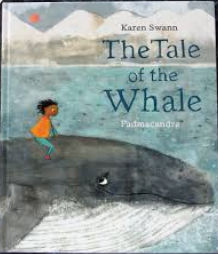 Karen Swann
The Tale
of the
Whale
Padmacandra